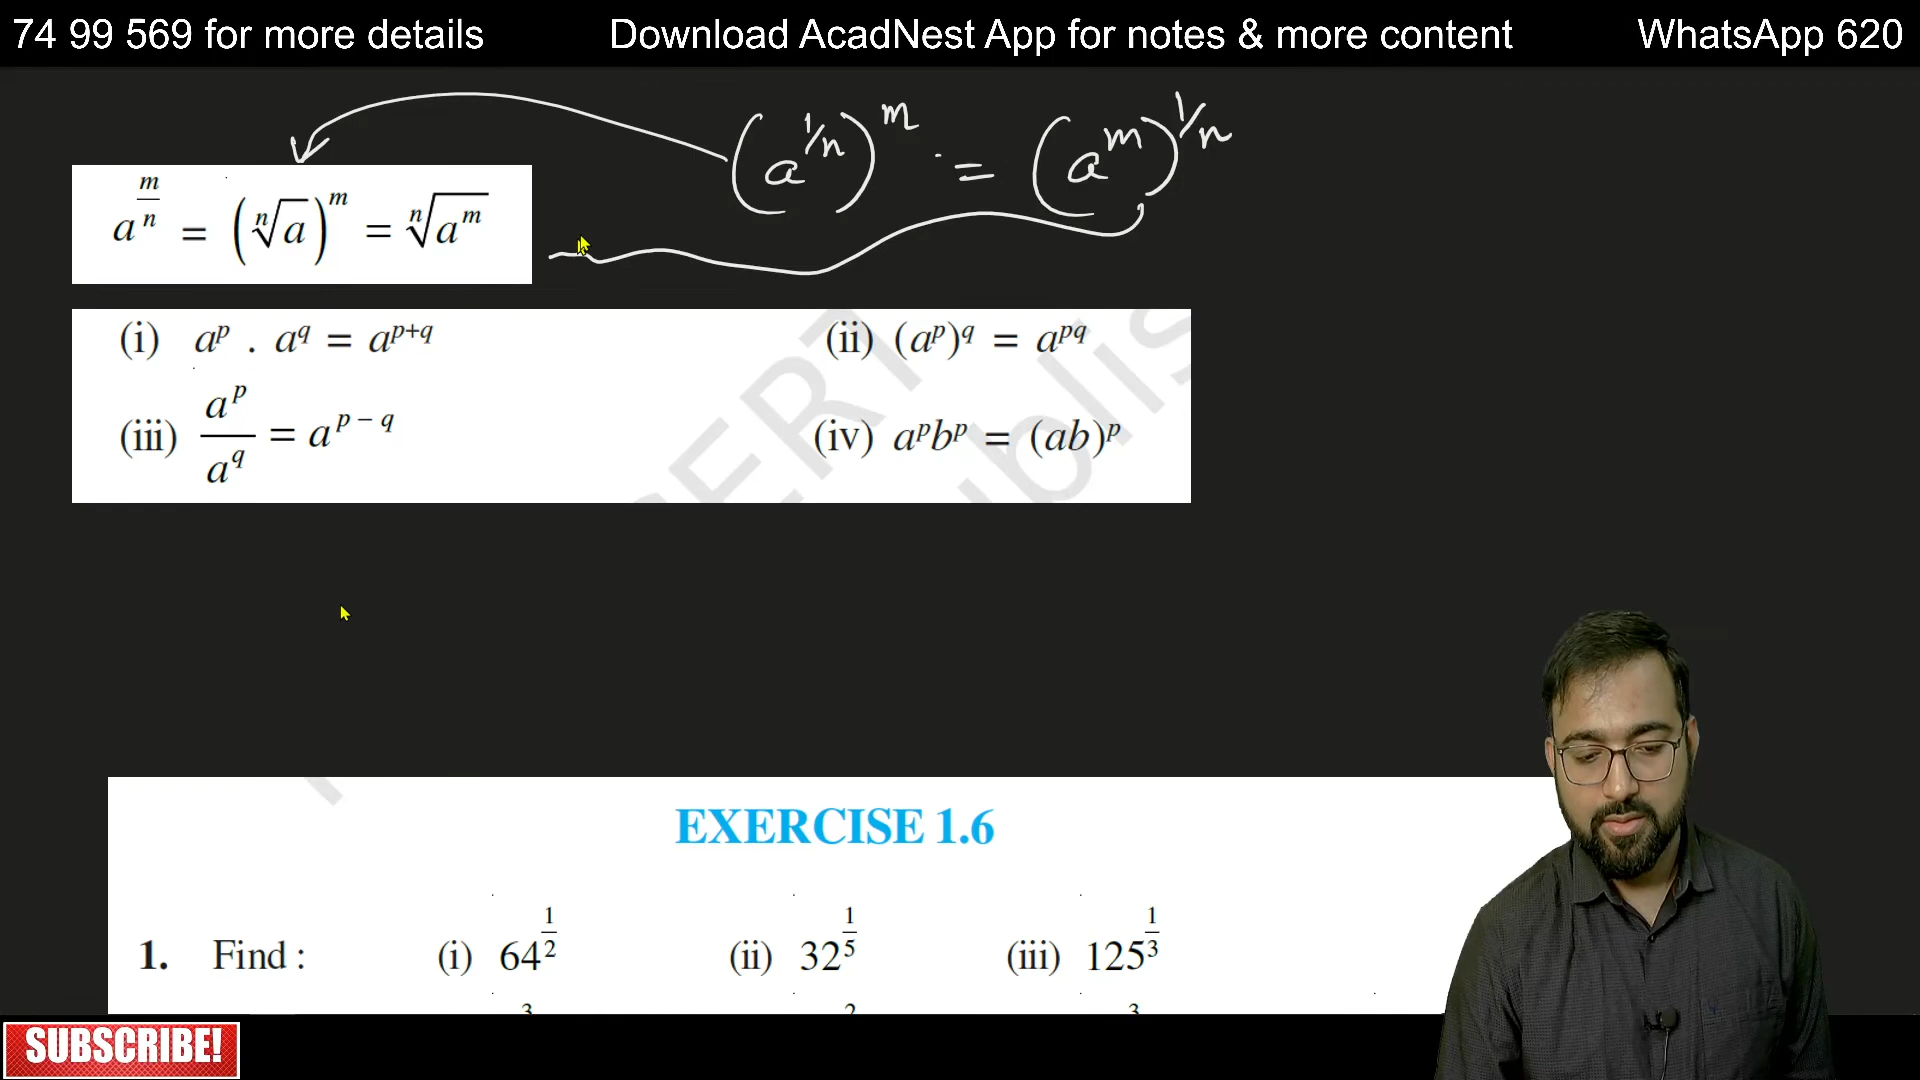 74 99 569 for more details Download AcadNest App for notes & more content WhatsApp 620
(a^{1/n})^m = (a^m)^{1/n}
a^{m/n} = (ⁿ√a)^m = ⁿ√a^m
(i) a^p . a^q = a^{p+q} (ii) (a^p)^q = a^{pq}
(iii) a^p/a^q = a^{p – q} (iv) a^p b^p = (ab)^p
EXERCISE 1.6
1. Find : (i) 64^{1/2} (ii) 32^{1/5} (iii) 125^{1/3}
SUBSCRIBE!